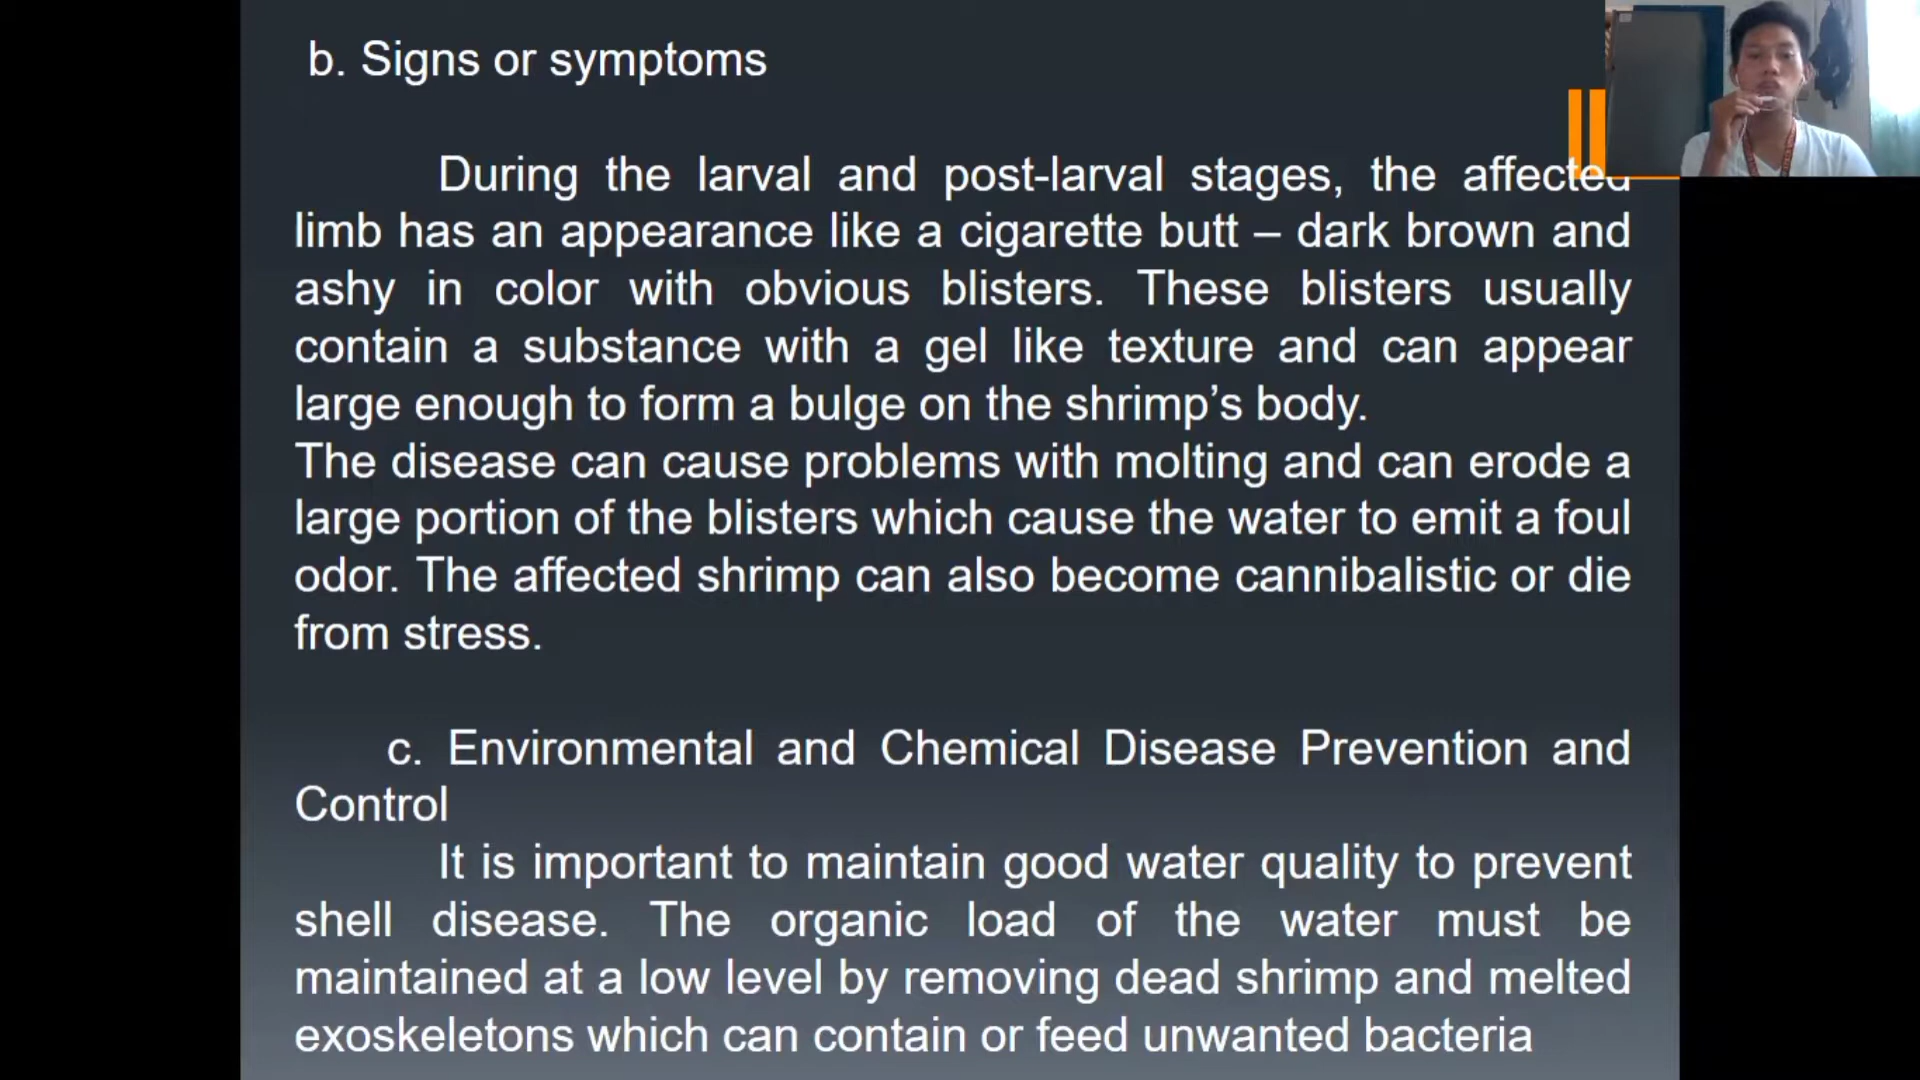 b. Signs or symptoms
During the larval and post-larval stages, the affected
limb has an appearance like a cigarette butt – dark brown and
ashy in color with obvious blisters. These blisters usually
contain a substance with a gel like texture and can appear
large enough to form a bulge on the shrimp’s body.
The disease can cause problems with molting and can erode a
large portion of the blisters which cause the water to emit a foul
odor. The affected shrimp can also become cannibalistic or die
from stress.
c. Environmental and Chemical Disease Prevention and
Control
It is important to maintain good water quality to prevent
shell disease. The organic load of the water must be
maintained at a low level by removing dead shrimp and melted
exoskeletons which can contain or feed unwanted bacteria